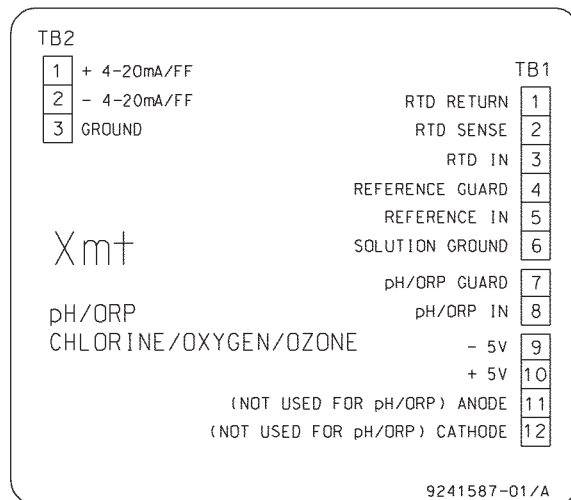 TB2
1 + 4-20mA/FF
2 - 4-20mA/FF
3 GROUND
TB1
RTD RETURN 1
RTD SENSE 2
RTD IN 3
REFERENCE GUARD 4
REFERENCE IN 5
SOLUTION GROUND 6
pH/ORP GUARD 7
pH/ORP IN 8
- 5V 9
+ 5V 10
(NOT USED FOR pH/ORP) ANODE 11
(NOT USED FOR pH/ORP) CATHODE 12
Xmt
pH/ORP
CHLORINE/OXYGEN/OZONE
9241587-01/A